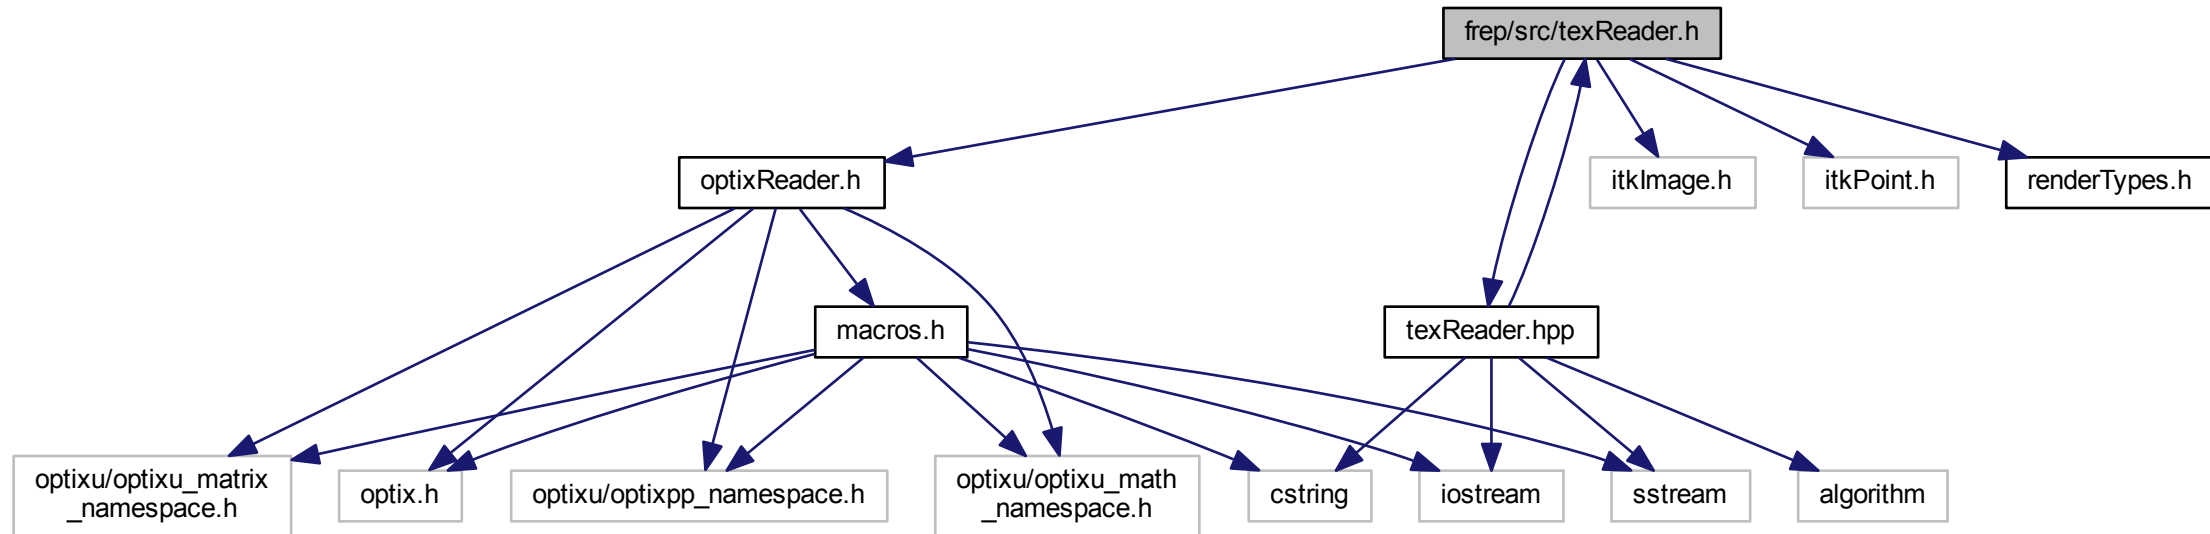 frep/src/texReader.h
optixReader.h
itkImage.h
itkPoint.h
renderTypes.h
macros.h
texReader.hpp
optixu/optixu_matrix
_namespace.h
optix.h
optixu/optixpp_namespace.h
optixu/optixu_math
_namespace.h
cstring
iostream
sstream
algorithm